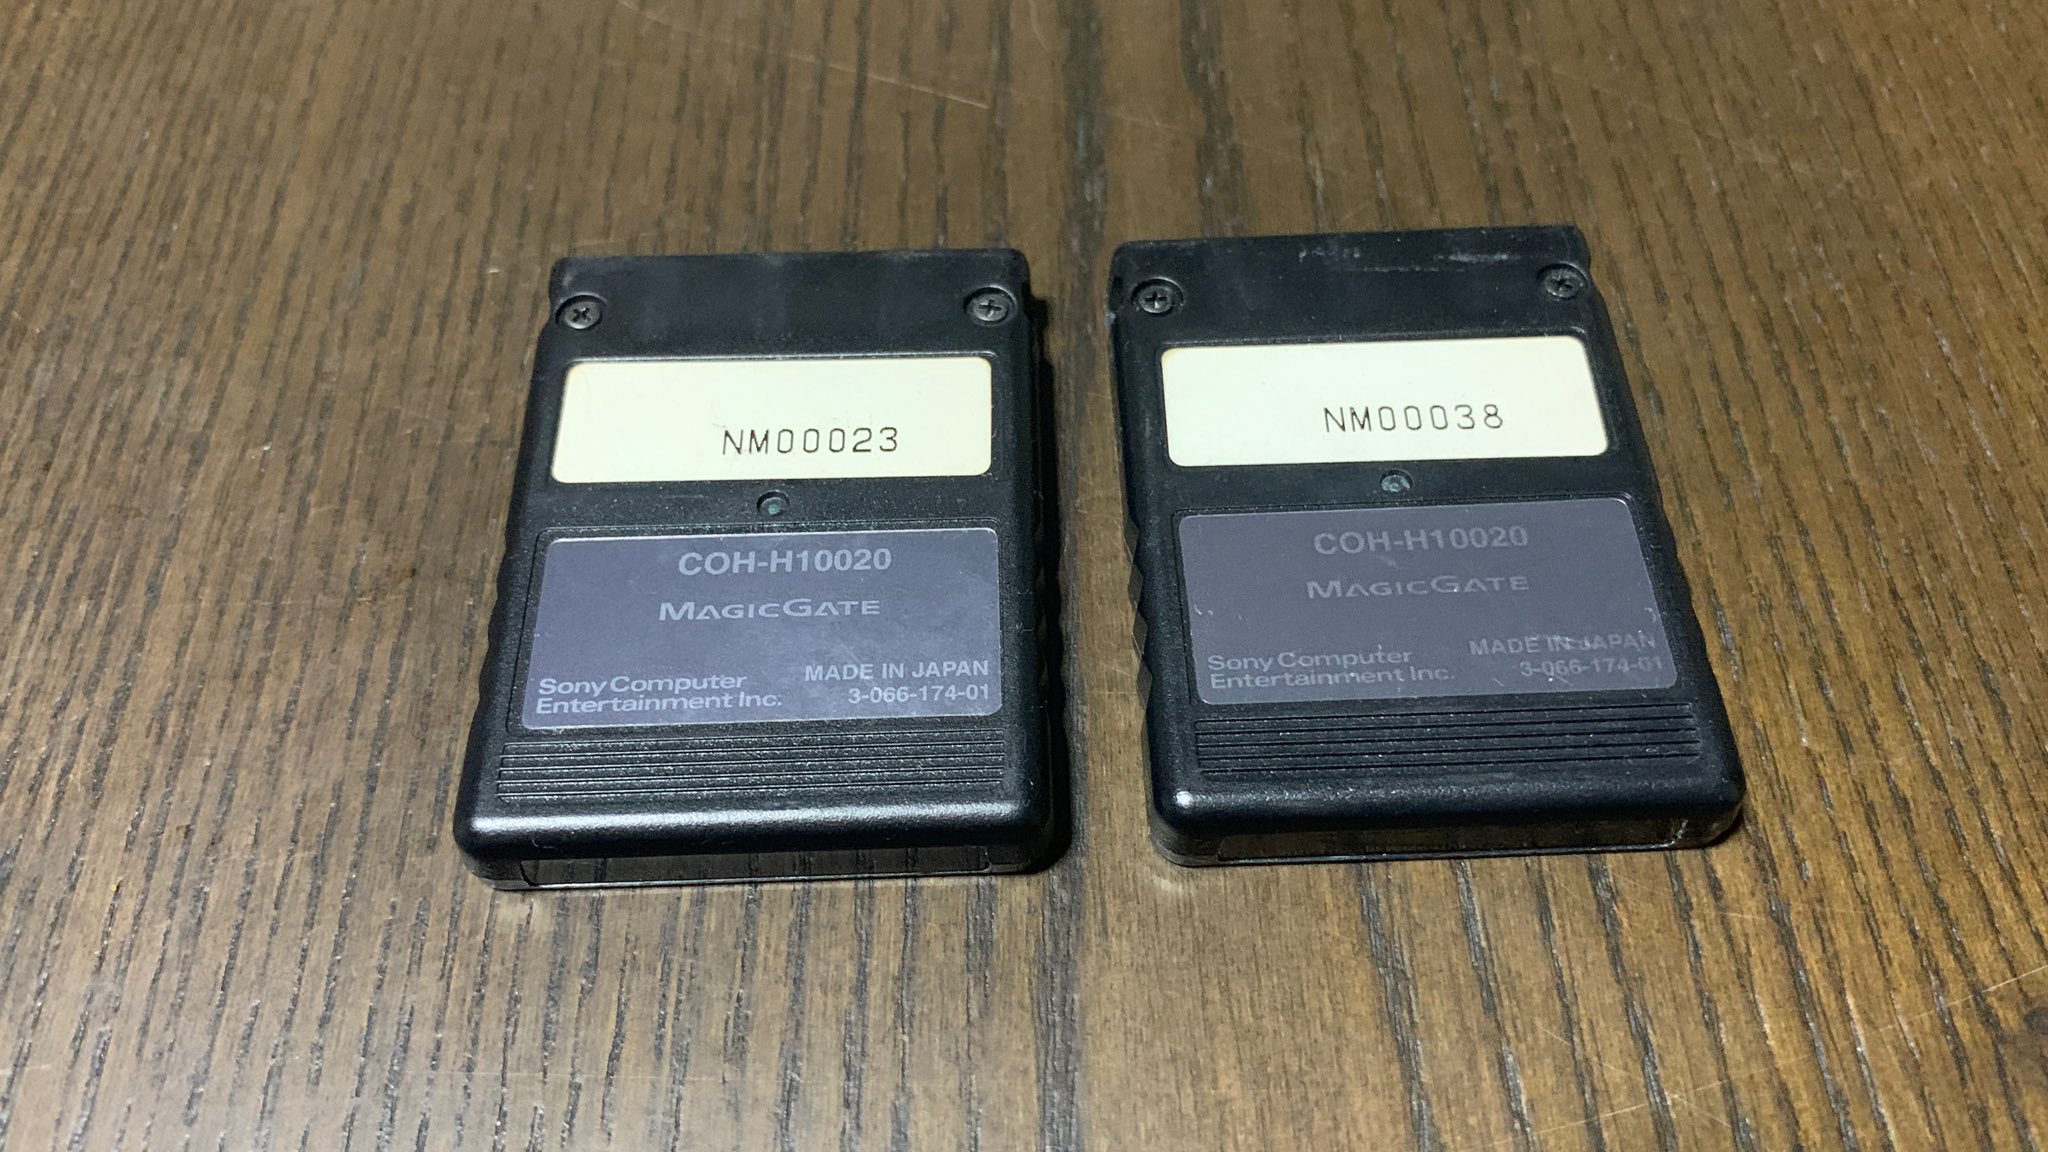 NM00023
COH-H10020
MAGICGATE
Sony Computer
Entertainment Inc.
MADE IN JAPAN
3-066-174-01
NM00038
COH-H10020
MAGICGATE
Sony Computer
Entertainment Inc.
MADE IN JAPAN
3-066-174-01